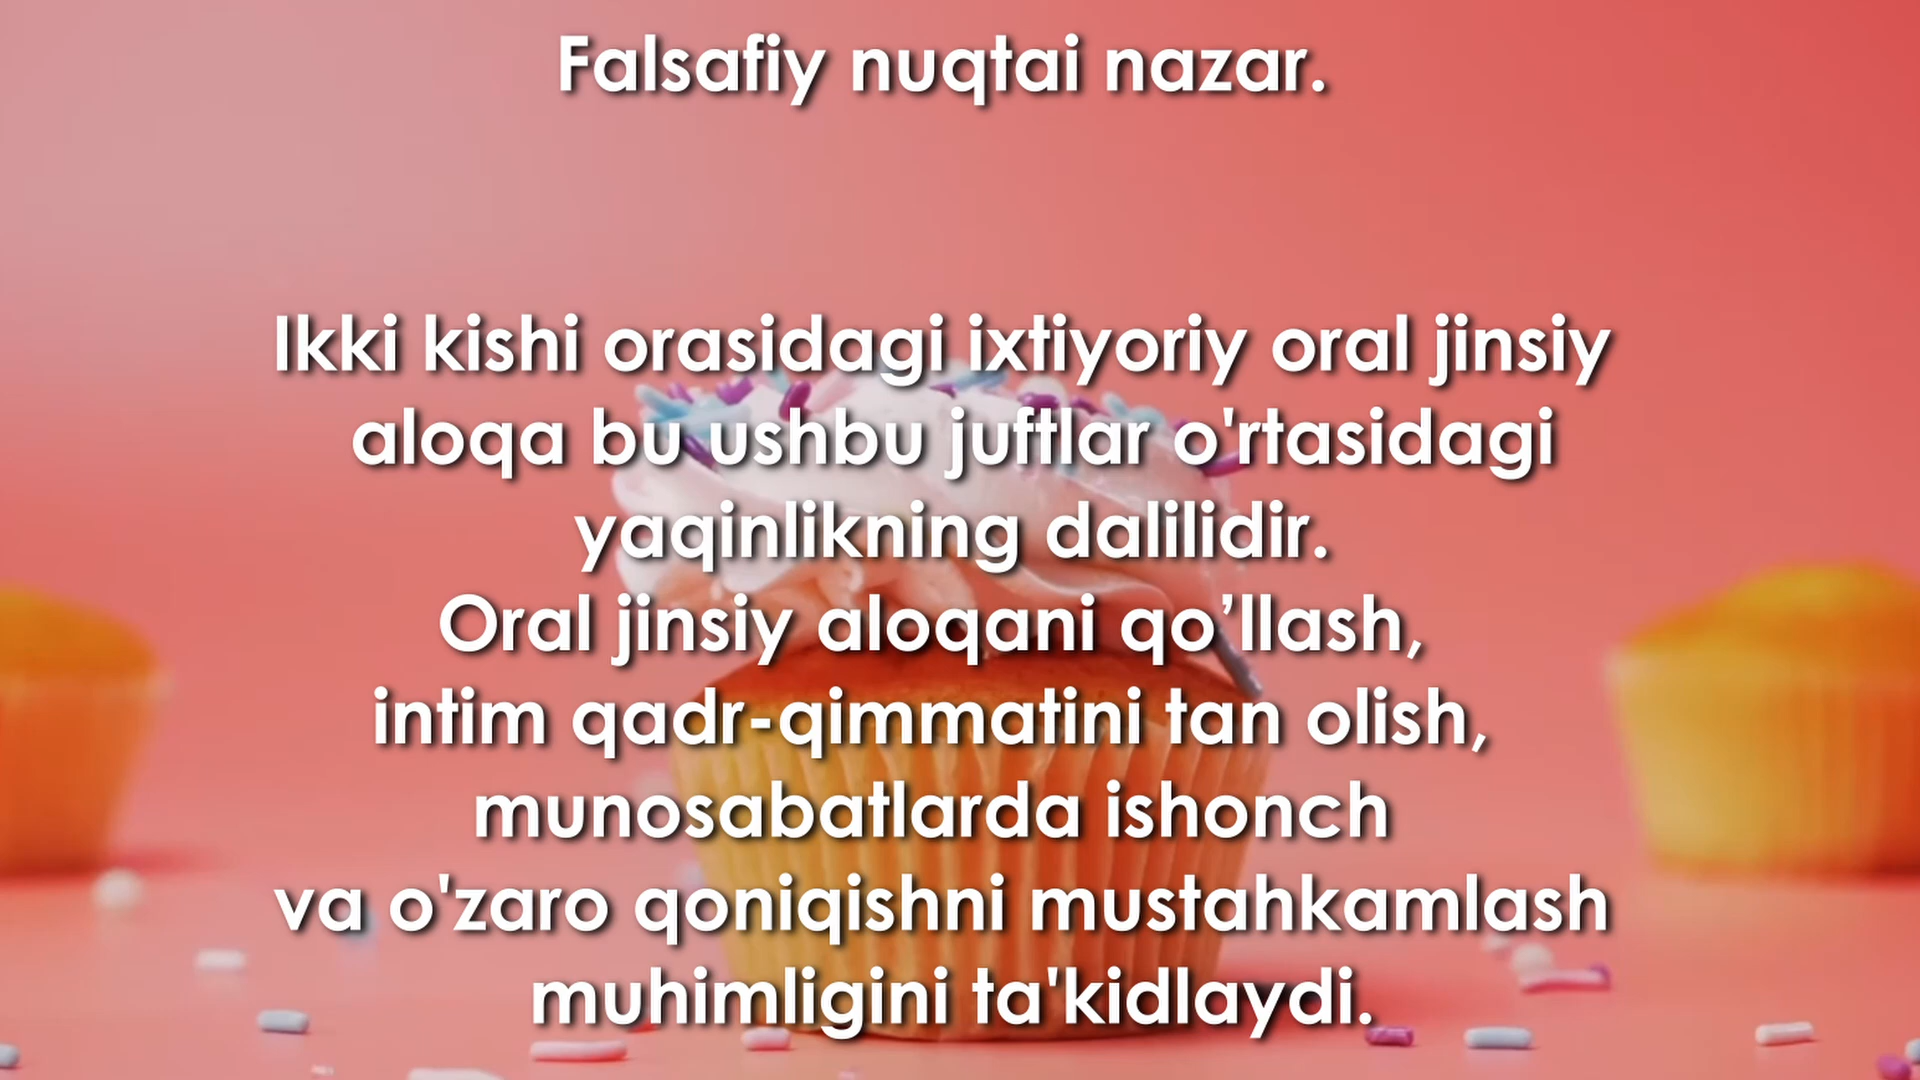 Falsafiy nuqtai nazar.
Ikki kishi orasidagi ixtiyoriy oral jinsiy
aloqa bu ushbu juftlar o'rtasidagi
yaqinlikning dalilidir.
Oral jinsiy aloqani qo’llash,
intim qadr-qimmatini tan olish,
munosabatlarda ishonch
va o'zaro qoniqishni mustahkamlash
muhimligini ta'kidlaydi.